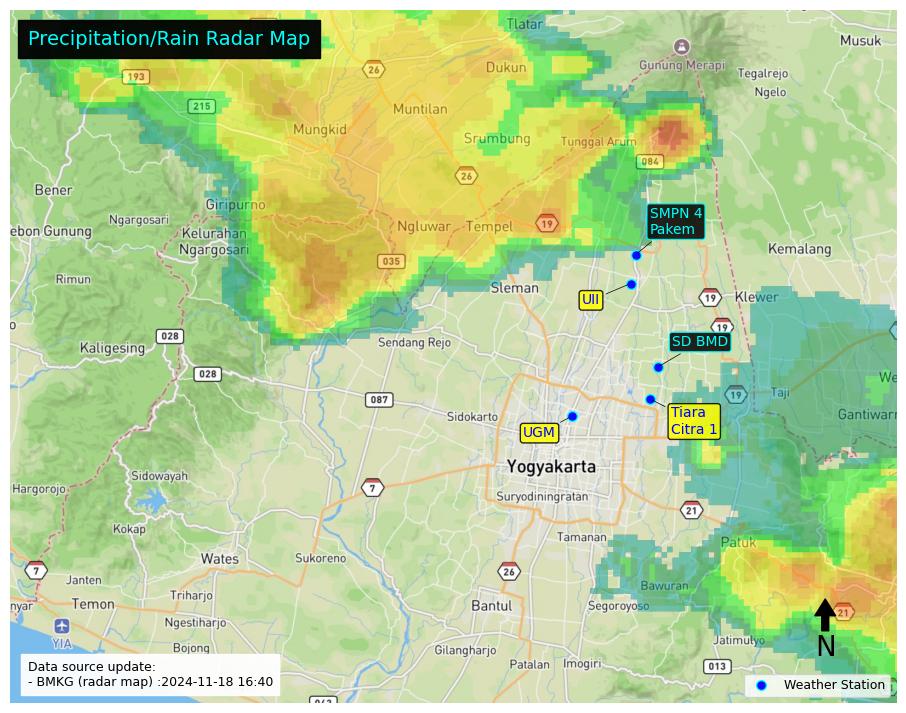 Precipitation/Rain Radar Map
Tlatar
Musuk
26
193
Dukun
Gunung Merapi
Tegalrejo
Ngelo
215
Muntilan
Mungkid
Srumbung
Tunggal Arum
084
26
Bener
Giripurno
Ngargosari
SMPN 4
Pakem
ebon Gunung
Kelurahan
Ngargosari
Ngluwar
Tempel
19
Kemalang
035
Rimun
Sleman
UII
19
Klewer
19
028
Kaligesing
Sendang Rejo
SD BMD
028
We
087
19
Taji
Sidokarto
Tiara
Citra 1
Gantiwarn
UGM
Yogyakarta
Sidowayah
Hargorojo
7
Suryodiningratan
21
Kokap
Tamanan
Patuk
Wates
Sukoreno
7
26
Janten
Bawuran
nyar
Temon
Triharjo
Bantul
Segoroyoso
21
Ngestiharjo
YIA
N
Bojong
Gilangharjo
Jatimulyo
Patalan
Imogiri
013
Data source update:
- BMKG (radar map) :2024-11-18 16:40
Weather Station